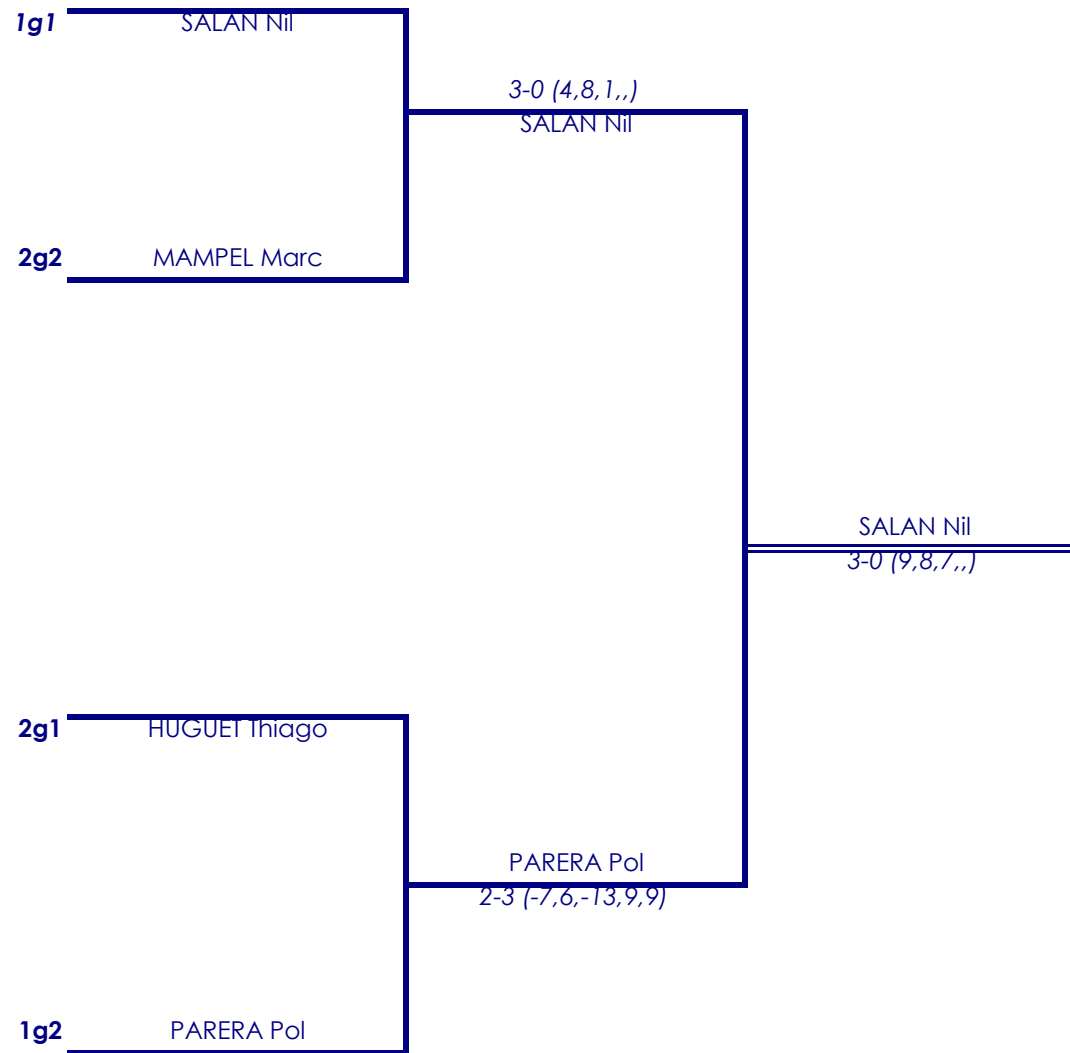 1g1 SALAN Nil
3-0 (4,8,1,,)
SALAN Nil
2g2 MAMPEL Marc
SALAN Nil
3-0 (9,8,7,,)
2g1 HUGUET Thiago
PARERA Pol
2-3 (-7,6,-13,9,9)
1g2 PARERA Pol